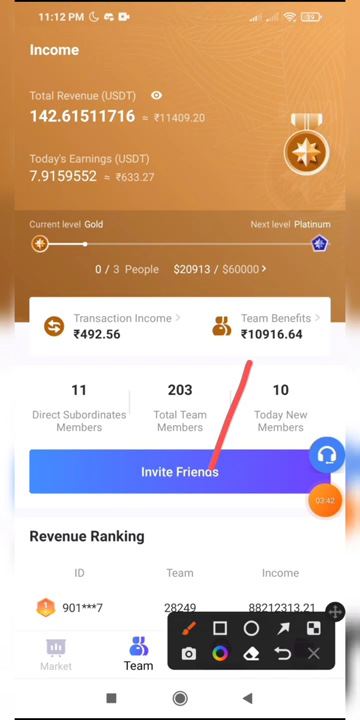 11:12 PM
59
Income
Total Revenue (USDT)
142.61511716 ≈ ₹11409.20
Today's Earnings (USDT)
7.9159552 ≈ ₹633.27
Current level Gold
Next level Platinum
0 / 3 People $20913 / $60000 >
Transaction Income >
₹492.56
Team Benefits >
₹10916.64
11
Direct Subordinates
Members
203
Total Team
Members
10
Today New
Members
Invite Friends
03:42
Revenue Ranking
ID Team Income
1 901***7 28249 88212313.21
Market
Team